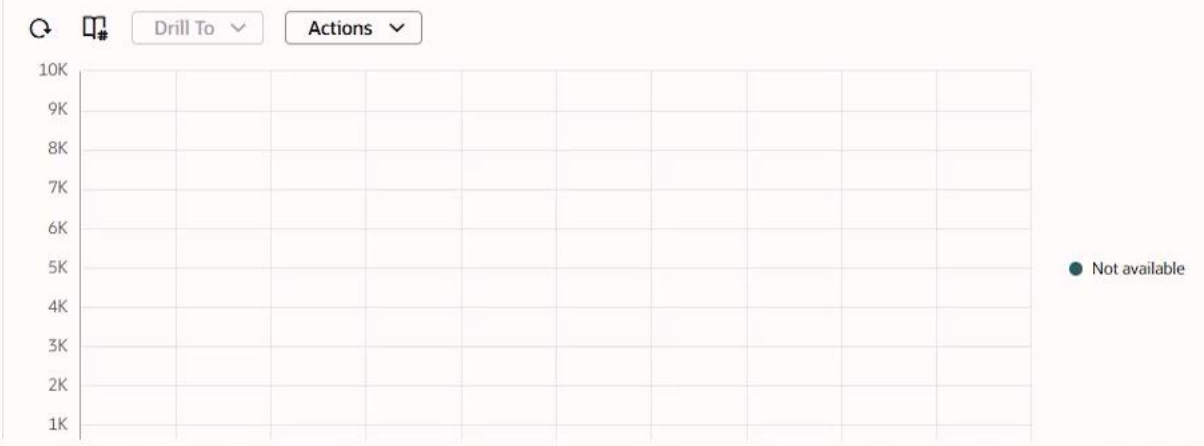 Drill To
Actions
10K
9K
8K
7K
6K
5K
Not available
4K
3K
2K
1K